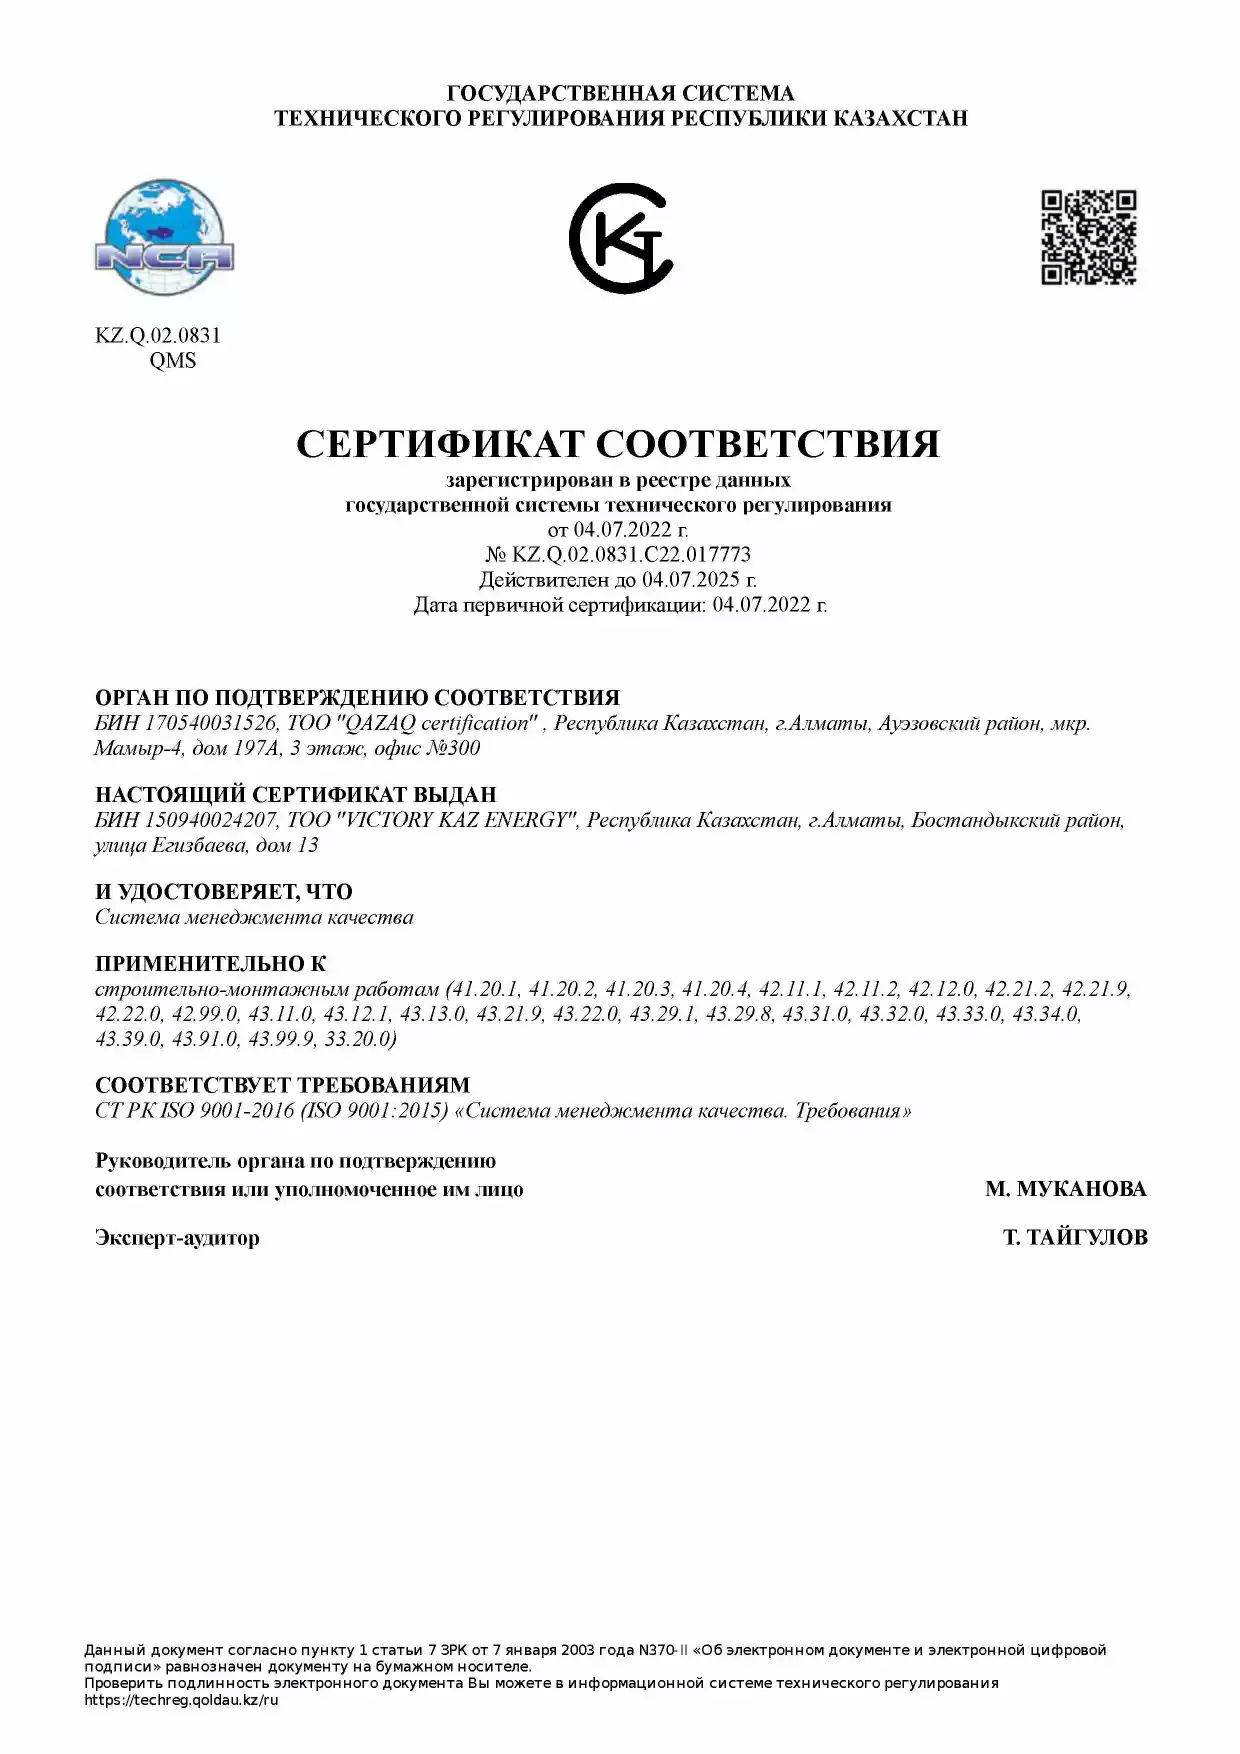 ГОСУДАРСТВЕННАЯ СИСТЕМА
ТЕХНИЧЕСКОГО РЕГУЛИРОВАНИЯ РЕСПУБЛИКИ КАЗАХСТАН
NCA
КТ
KZ.Q.02.0831
QMS
СЕРТИФИКАТ СООТВЕТСТВИЯ
зарегистрирован в реестре данных
государственной системы технического регулирования
от 04.07.2022 г.
№ KZ.Q.02.0831.C22.017773
Действителен до 04.07.2025 г.
Дата первичной сертификации: 04.07.2022 г.
ОРГАН ПО ПОДТВЕРЖДЕНИЮ СООТВЕТСТВИЯ
БИН 170540031526, ТОО "QAZAQ certification" , Республика Казахстан, г.Алматы, Ауэзовский район, мкр.
Мамыр-4, дом 197А, 3 этаж, офис №300
НАСТОЯЩИЙ СЕРТИФИКАТ ВЫДАН
БИН 150940024207, ТОО "VICTORY KAZ ENERGY", Республика Казахстан, г.Алматы, Бостандыкский район,
улица Егизбаева, дом 13
И УДОСТОВЕРЯЕТ, ЧТО
Система менеджмента качества
ПРИМЕНИТЕЛЬНО К
строительно-монтажным работам (41.20.1, 41.20.2, 41.20.3, 41.20.4, 42.11.1, 42.11.2, 42.12.0, 42.21.2, 42.21.9,
42.22.0, 42.99.0, 43.11.0, 43.12.1, 43.13.0, 43.21.9, 43.22.0, 43.29.1, 43.29.8, 43.31.0, 43.32.0, 43.33.0, 43.34.0,
43.39.0, 43.91.0, 43.99.9, 33.20.0)
СООТВЕТСТВУЕТ ТРЕБОВАНИЯМ
СТ РК ISO 9001-2016 (ISO 9001:2015) «Система менеджмента качества. Требования»
Руководитель органа по подтверждению
соответствия или уполномоченное им лицо М. МУКАНОВА
Эксперт-аудитор Т. ТАЙГУЛОВ
Данный документ согласно пункту 1 статьи 7 ЗРК от 7 января 2003 года N370-II «Об электронном документе и электронной цифровой
подписи» равнозначен документу на бумажном носителе.
Проверить подлинность электронного документа Вы можете в информационной системе технического регулирования
https://techreg.qoldau.kz/ru